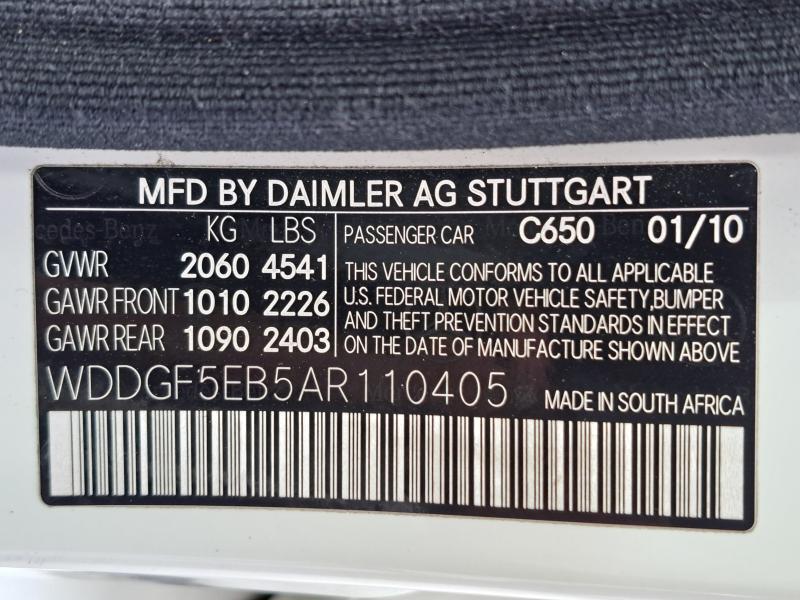 MFD BY DAIMLER AG STUTTGART
KG LBS
GVWR 2060 4541
GAWR FRONT 1010 2226
GAWR REAR 1090 2403
PASSENGER CAR C650 01/10
THIS VEHICLE CONFORMS TO ALL APPLICABLE
U.S. FEDERAL MOTOR VEHICLE SAFETY,BUMPER
AND THEFT PREVENTION STANDARDS IN EFFECT
ON THE DATE OF MANUFACTURE SHOWN ABOVE
WDDGF5EB5AR110405
MADE IN SOUTH AFRICA